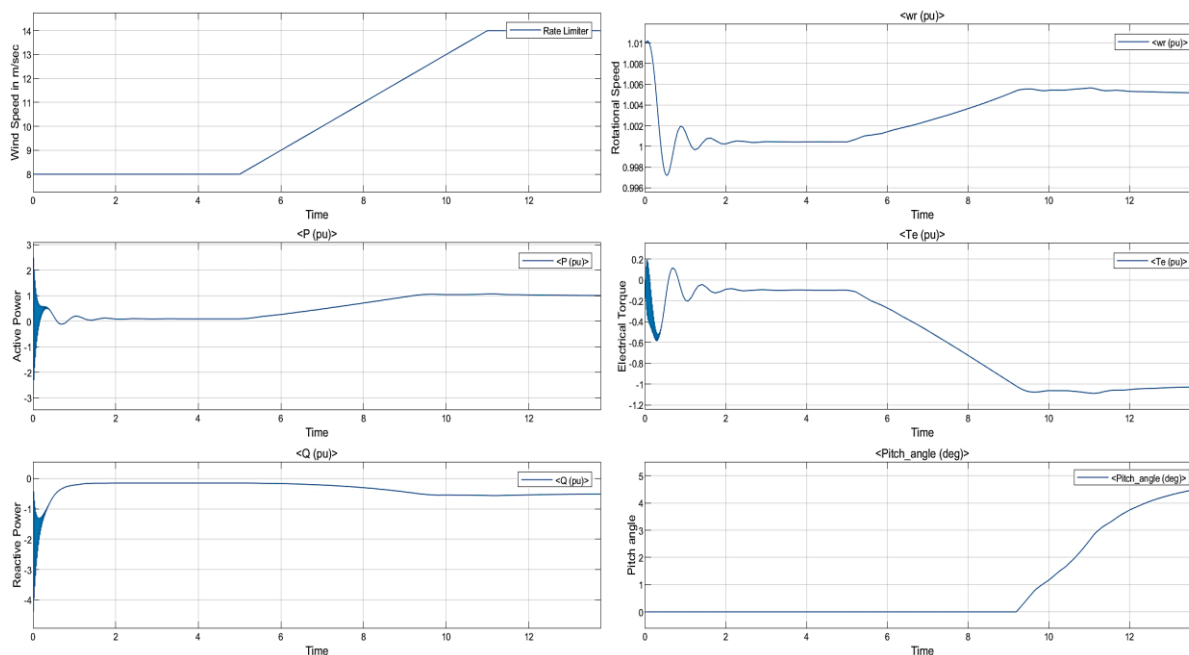 Rate Limiter
Wind Speed in m/sec
14
13
12
11
10
9
8
0 2 4 6 8 10 12
Time
<wr (pu)>
<wr (pu)>
Rotational Speed
1.01
1.006
1.002
1
0.998
0.996
0 2 4 6 8 10 12
Time
<P (pu)>
<P (pu)>
Active Power
3
2
1
0
-1
-2
-3
0 2 4 6 8 10 12
Time
<Te (pu)>
<Te (pu)>
Electrical Torque
0.2
0
-0.2
-0.4
-0.6
-0.8
-1
-1.2
0 2 4 6 8 10 12
Time
<Q (pu)>
<Q (pu)>
Reactive Power
0
-1
-2
-3
-4
0 2 4 6 8 10 12
Time
<Pitch_angle (deg)>
<Pitch_angle (deg)>
Pitch angle
5
4
3
2
1
0
0 2 4 6 8 10 12
Time